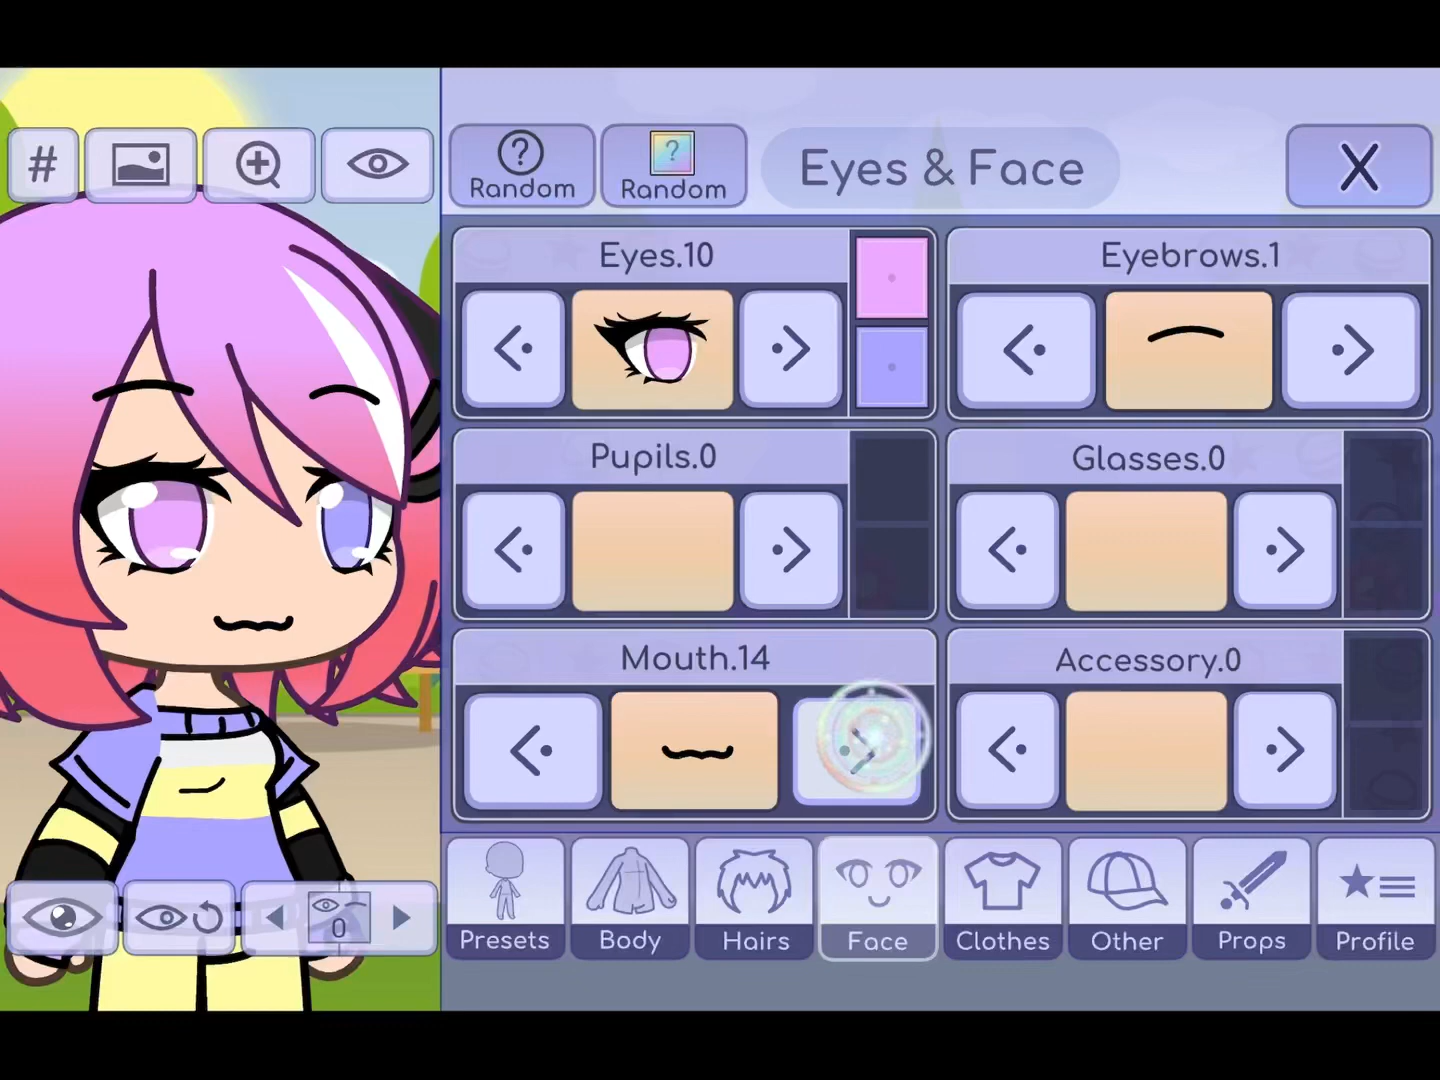 #
?
Random
?
Random
Eyes & Face
X
Eyes.10
Eyebrows.1
Pupils.0
Glasses.0
Mouth.14
Accessory.0
0
Presets
Body
Hairs
Face
Clothes
Other
Props
Profile